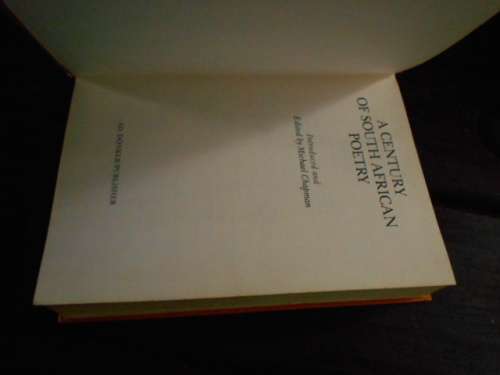 A CENTURY
OF SOUTH AFRICAN
POETRY
Introduced and
Edited by Michael Chapman
AD. DONKER/PUBLISHER